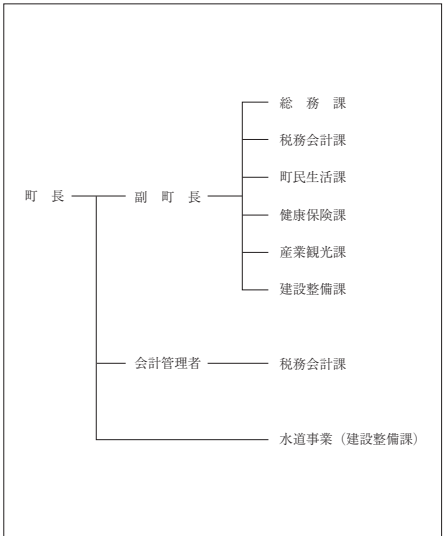 総　務　課
税務会計課
町民生活課
町　長　副　町　長
健康保険課
産業観光課
建設整備課
会計管理者　税務会計課
水道事業（建設整備課）